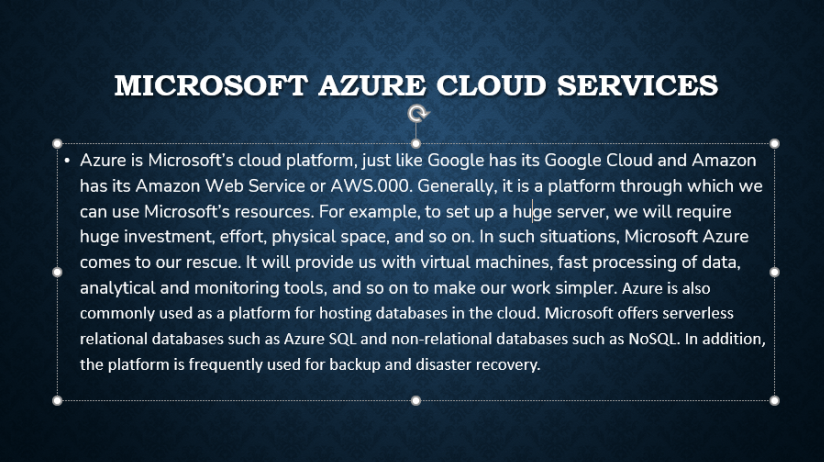 MICROSOFT AZURE CLOUD SERVICES
• Azure is Microsoft's cloud platform, just like Google has its Google Cloud and Amazon
has its Amazon Web Service or AWS.000. Generally, it is a platform through which we
can use Microsoft's resources. For example, to set up a huge server, we will require
huge investment, effort, physical space, and so on. In such situations, Microsoft Azure
comes to our rescue. It will provide us with virtual machines, fast processing of data,
analytical and monitoring tools, and so on to make our work simpler. Azure is also
commonly used as a platform for hosting databases in the cloud. Microsoft offers serverless
relational databases such as Azure SQL and non-relational databases such as NoSQL. In addition,
the platform is frequently used for backup and disaster recovery.